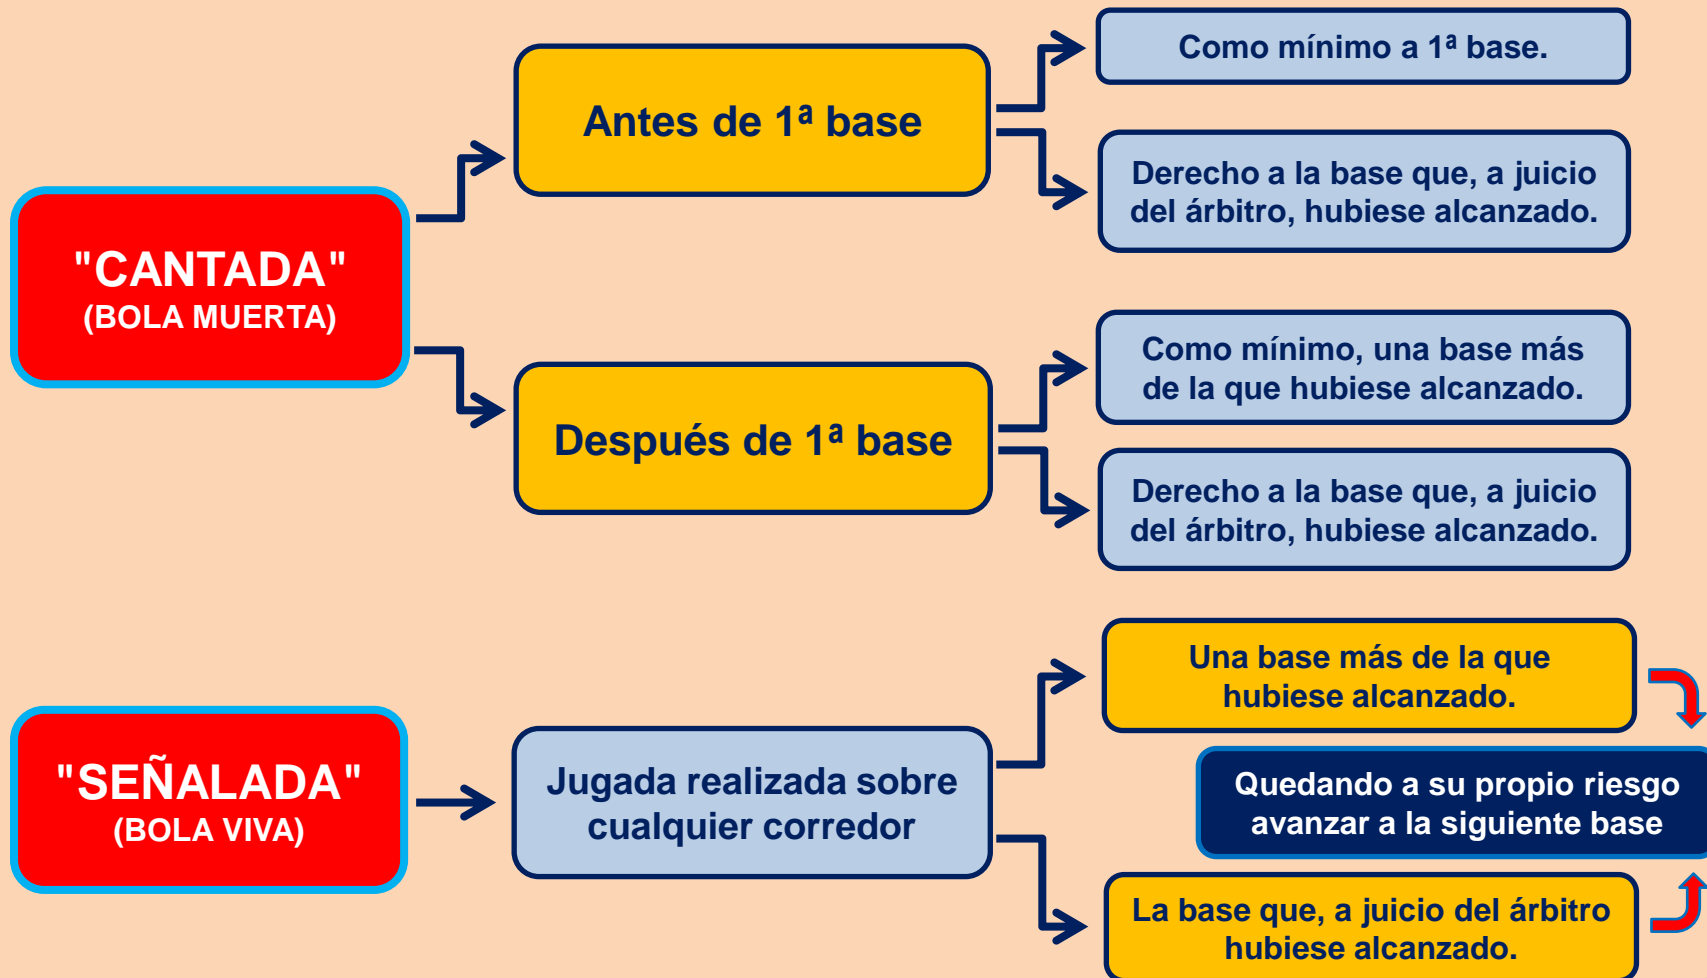 Como mínimo a 1ª base.
Antes de 1ª base
Derecho a la base que, a juicio
del árbitro, hubiese alcanzado.
"CANTADA"
(BOLA MUERTA)
Como mínimo, una base más
de la que hubiese alcanzado.
Después de 1ª base
Derecho a la base que, a juicio
del árbitro, hubiese alcanzado.
Una base más de la que
hubiese alcanzado.
"SEÑALADA"
(BOLA VIVA)
Jugada realizada sobre
cualquier corredor
Quedando a su propio riesgo
avanzar a la siguiente base
La base que, a juicio del árbitro
hubiese alcanzado.